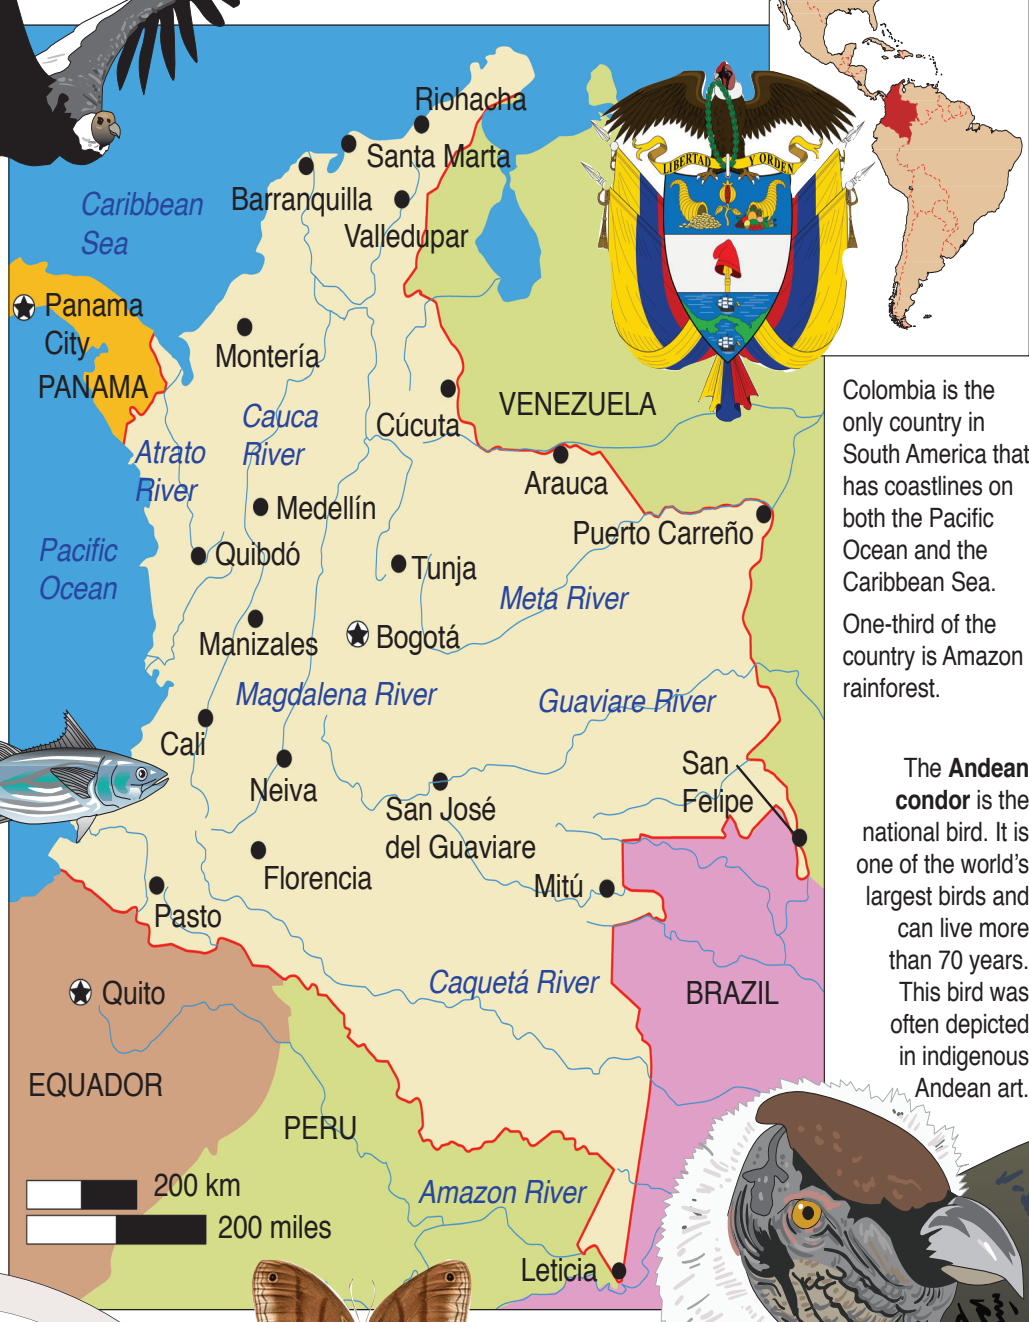 Riohacha
Santa Marta
Barranquilla
Valledupar
Caribbean
Sea
LIBERTAD Y ORDEN
Panama
City
PANAMA
Montería
Cauca
River
Cúcuta
VENEZUELA
Atrato
River
Arauca
Medellín
Puerto Carreño
Pacific
Ocean
Quibdó
Tunja
Meta River
Manizales
Bogotá
Magdalena River
Guaviare River
Cali
Neiva
San
Felipe
San José
del Guaviare
Florencia
Mitú
Pasto
Quito
Caquetá River
BRAZIL
EQUADOR
PERU
Amazon River
Leticia
200 km
200 miles
Colombia is the
only country in
South America that
has coastlines on
both the Pacific
Ocean and the
Caribbean Sea.
One-third of the
country is Amazon
rainforest.
The Andean
condor is the
national bird. It is
one of the world’s
largest birds and
can live more
than 70 years.
This bird was
often depicted
in indigenous
Andean art.